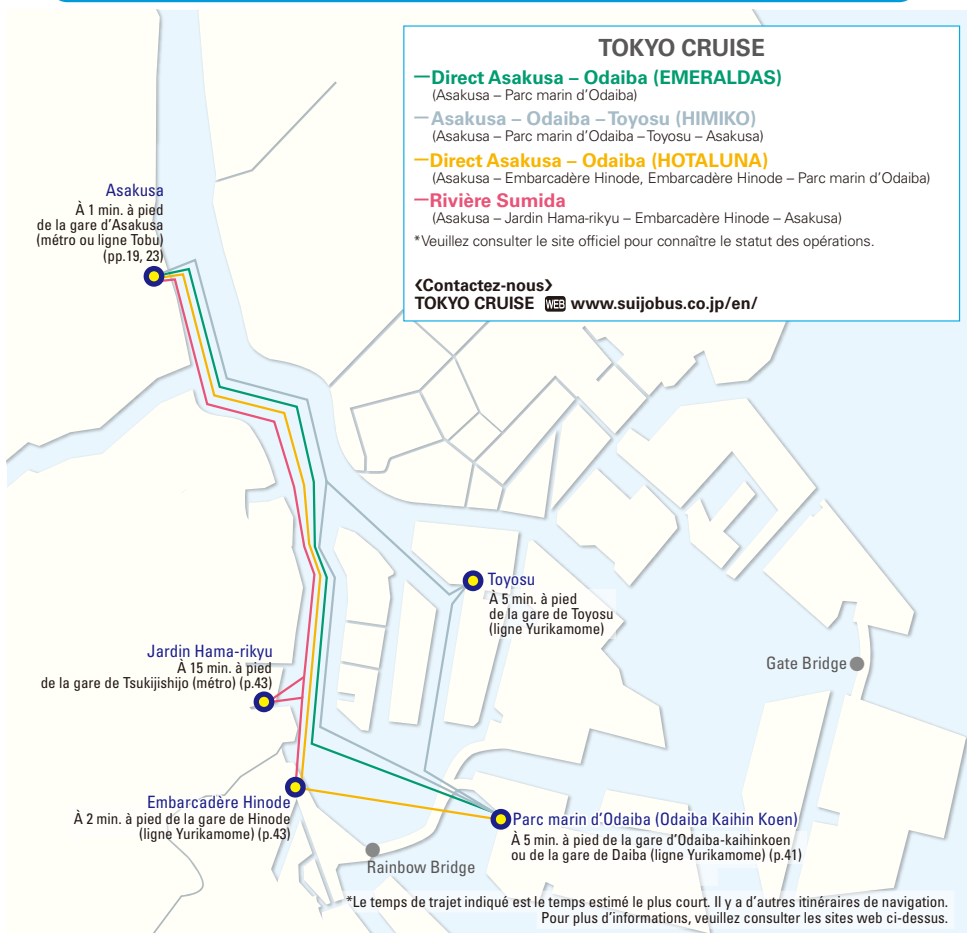 TOKYO CRUISE
Direct Asakusa – Odaiba (EMERALDAS)
(Asakusa – Parc marin d'Odaiba)
Asakusa – Odaiba – Toyosu (HIMIKO)
(Asakusa – Parc marin d'Odaiba – Toyosu – Asakusa)
Direct Asakusa – Odaiba (HOTALUNA)
(Asakusa – Embarcadère Hinode, Embarcadère Hinode – Parc marin d'Odaiba)
Rivière Sumida
(Asakusa – Jardin Hama-rikyu – Embarcadère Hinode – Asakusa)
*Veuillez consulter le site officiel pour connaître le statut des opérations.
〈Contactez-nous〉
TOKYO CRUISE WEB www.suijobus.co.jp/en/
Asakusa
À 1 min. à pied
de la gare d'Asakusa
(métro ou ligne Tobu)
(pp.19, 23)
Toyosu
À 5 min. à pied
de la gare de Toyosu
(ligne Yurikamome)
Jardin Hama-rikyu
À 15 min. à pied
de la gare de Tsukijishijo (métro) (p.43)
Gate Bridge
Embarcadère Hinode
À 2 min. à pied de la gare de Hinode
(ligne Yurikamome) (p.43)
Parc marin d'Odaiba (Odaiba Kaihin Koen)
À 5 min. à pied de la gare d'Odaiba-kaihinkoen
ou de la gare de Daiba (ligne Yurikamome) (p.41)
Rainbow Bridge
*Le temps de trajet indiqué est le temps estimé le plus court. Il y a d'autres itinéraires de navigation.
Pour plus d'informations, veuillez consulter les sites web ci-dessus.